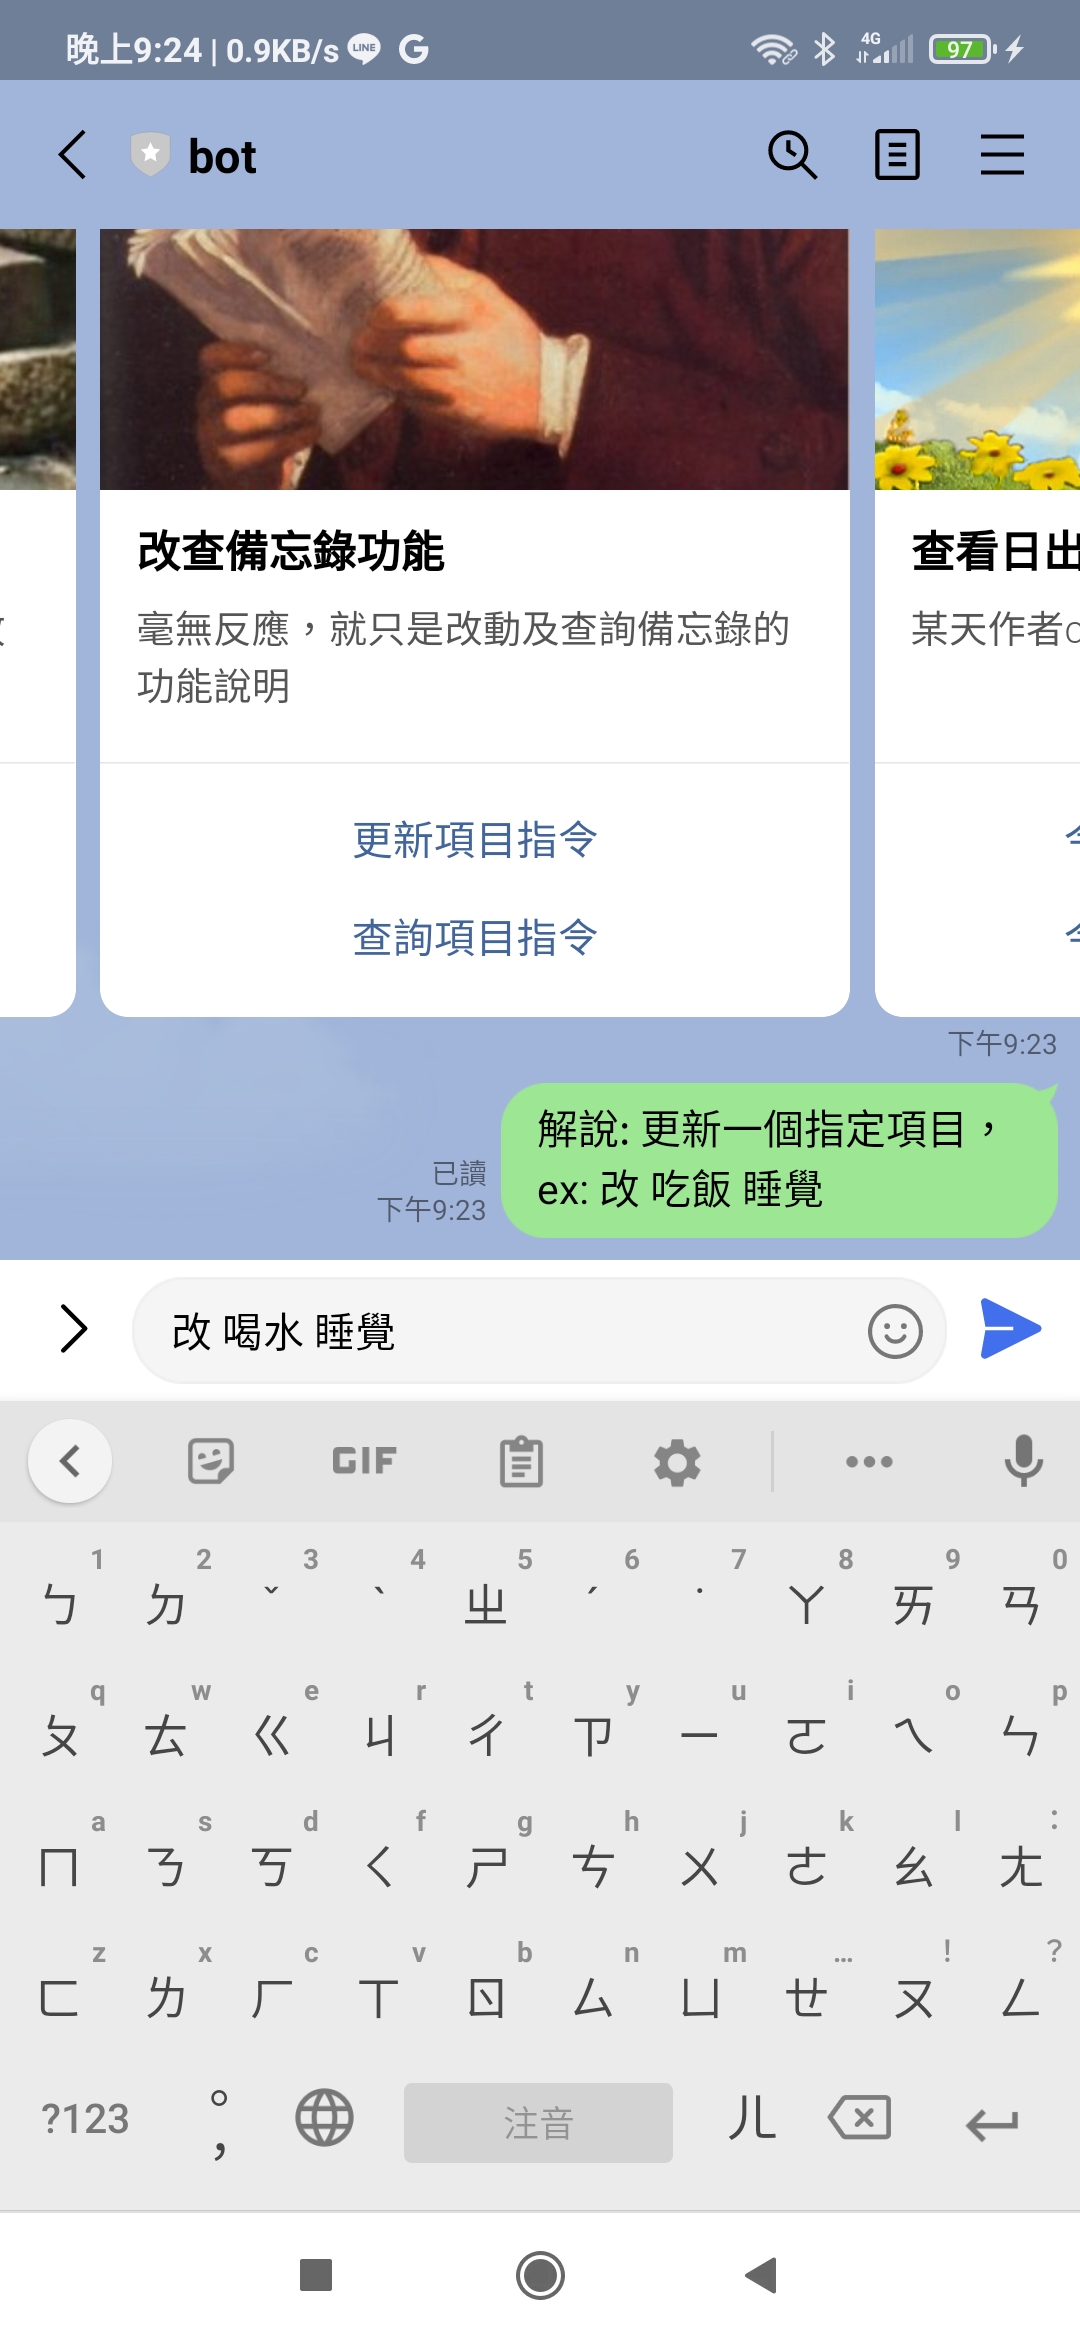 晚上9:24 | 0.9KB/s LINE G
4G 97
bot
改查備忘錄功能
毫無反應，就只是改動及查詢備忘錄的
功能說明
更新項目指令
查詢項目指令
查看日出
某天作者
下午9:23
解說: 更新一個指定項目，
ex: 改 吃飯 睡覺
已讀
下午9:23
改 喝水 睡覺
GIF
1 2 3 4 5 6 7 8 9 0
ㄅ ㄉ ˇ ˋ ㄓ ˊ ˙ ㄚ ㄞ ㄢ
q w e r t y u i o p
ㄆ ㄊ ㄍ ㄐ ㄔ ㄗ ㄧ ㄛ ㄟ ㄣ
a s d f g h j k l :
ㄇ ㄋ ㄎ ㄑ ㄕ ㄘ ㄨ ㄜ ㄠ ㄤ
z x c v b n m … ! ?
ㄈ ㄌ ㄏ ㄒ ㄖ ㄙ ㄩ ㄝ ㄡ ㄥ
?123 。， 注音 ㄦ